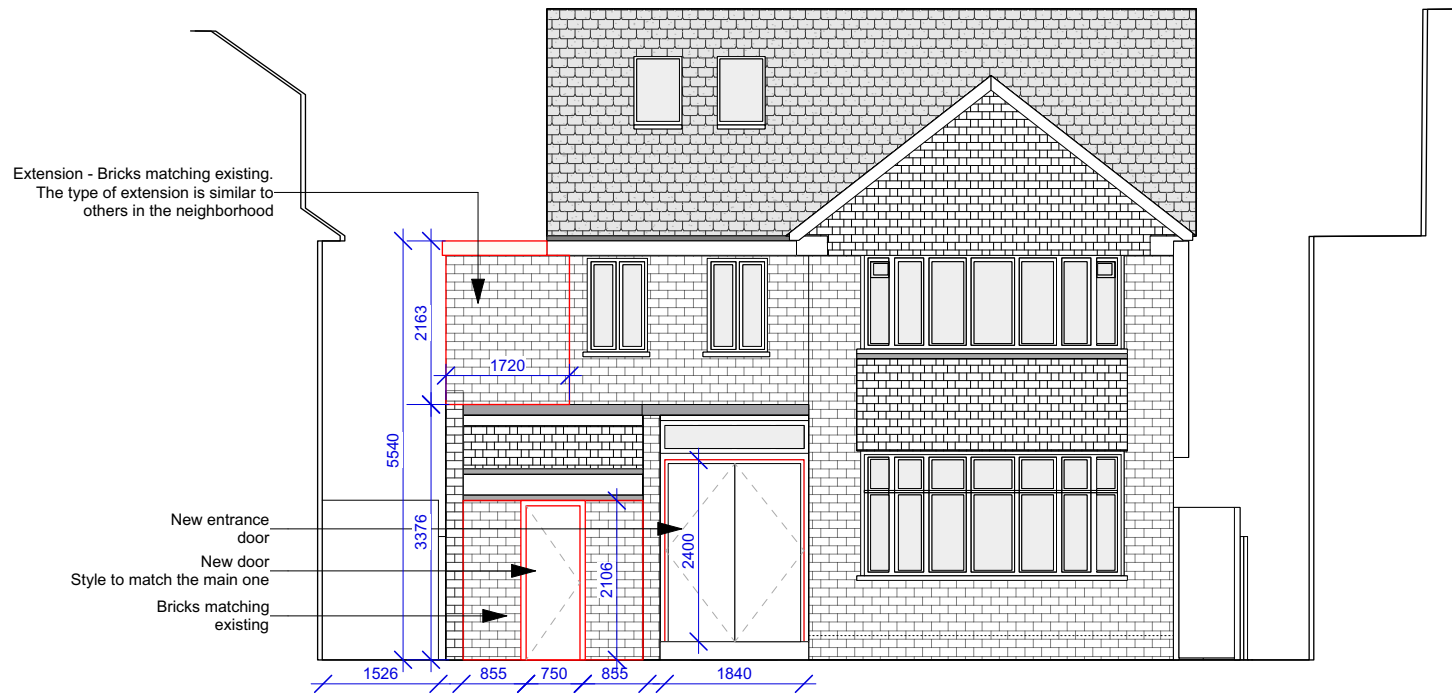 Extension - Bricks matching existing.
The type of extension is similar to
others in the neighborhood
2163
1720
5540
3376
New entrance
door
New door
Style to match the main one
Bricks matching
existing
2400
2106
1526
855
750
855
1840